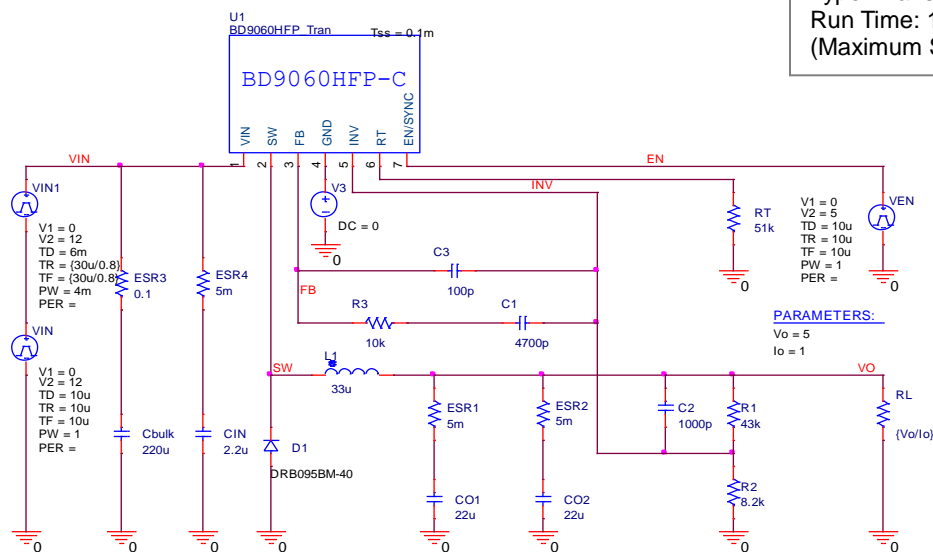 Run Time: 1
(Maximum S
U1
BD9060HFP_Tran
Tss = 0.1m
BD9060HFP-C
VIN
SW
FB
GND
INV
RT
EN/SYNC
1
2
3
4
5
6
7
VIN
EN
INV
VIN1
V1 = 0
V2 = 12
TD = 6m
TR = {30u/0.8}
TF = {30u/0.8}
PW = 4m
PER =
ESR3
0.1
ESR4
5m
V3
DC = 0
0
RT
51k
0
V1 = 0
V2 = 5
TD = 10u
TR = 10u
TF = 10u
PW = 1
PER =
VEN
0
C3
100p
FB
R3
10k
C1
4700p
PARAMETERS:
Vo = 5
Io = 1
VIN
V1 = 0
V2 = 12
TD = 10u
TR = 10u
TF = 10u
PW = 1
PER =
SW
L1
33u
VO
ESR1
5m
ESR2
5m
C2
1000p
R1
43k
RL
{Vo/Io}
Cbulk
220u
CIN
2.2u
D1
DRB095BM-40
CO1
22u
CO2
22u
R2
8.2k
0
0
0
0
0
0
0
0